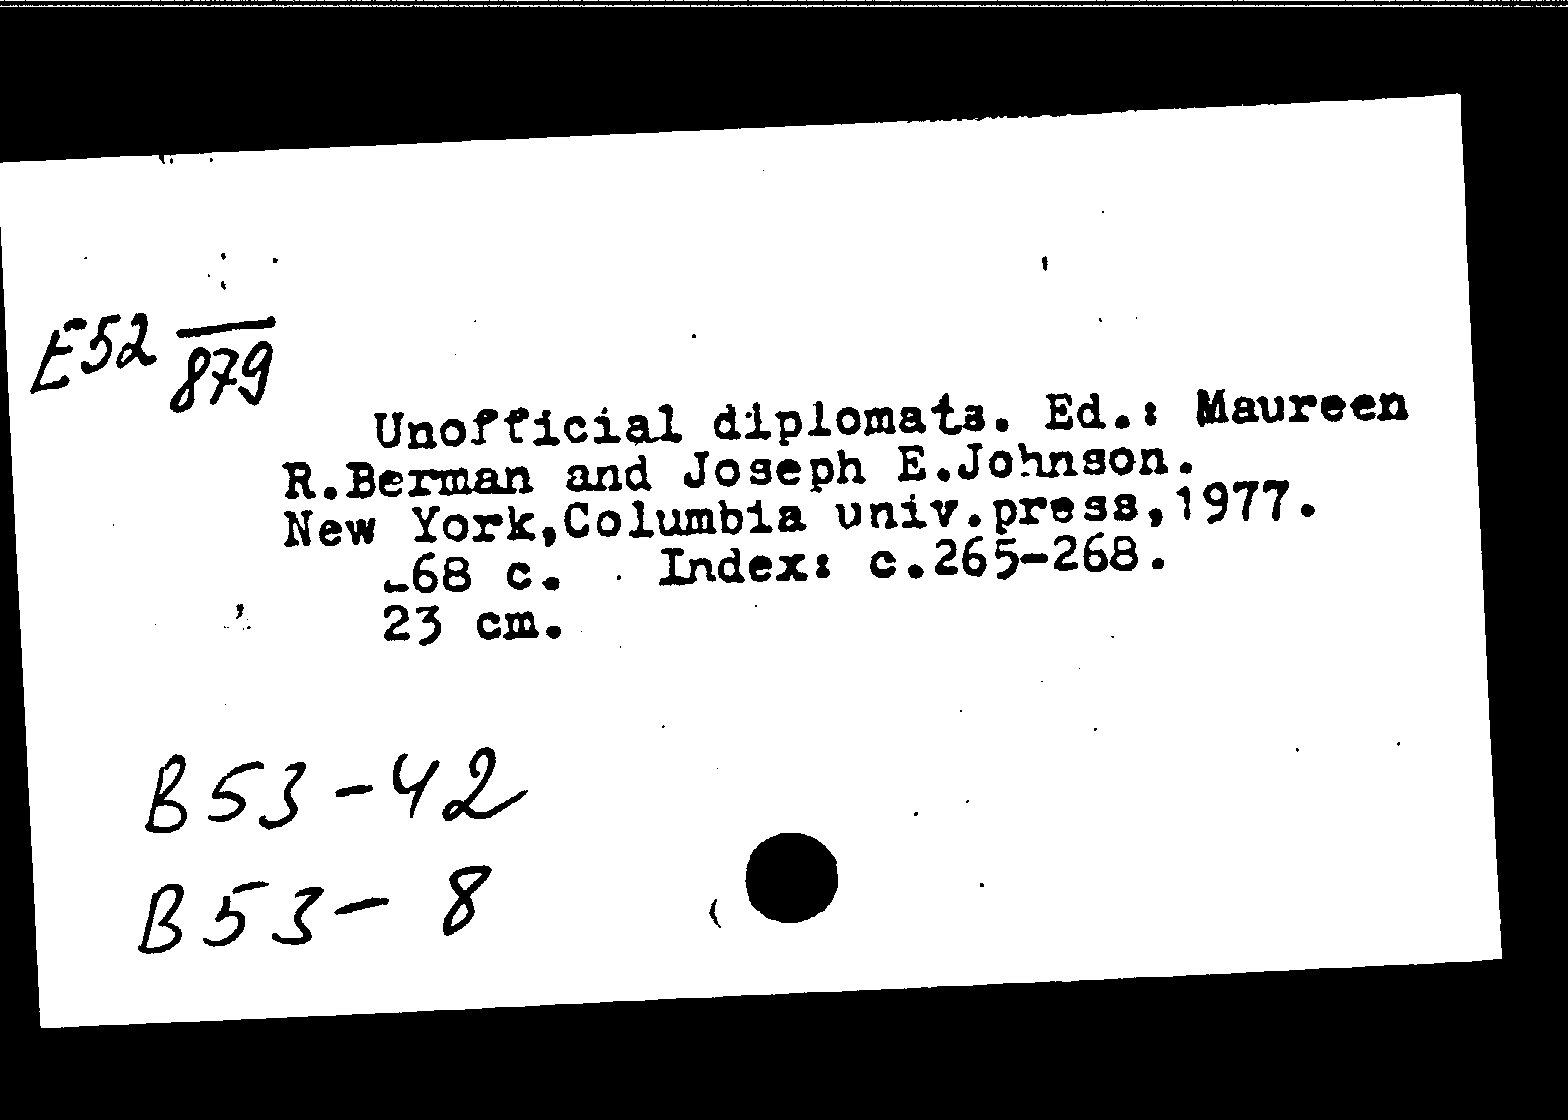 E52 879
Unofficial diplomats. Ed.: Maureen
R.Berman and Joseph E.Johnson.
New York,Columbia univ.press,1977.
268 c. Index: c.265-268.
23 cm.
B53-42
B53-8